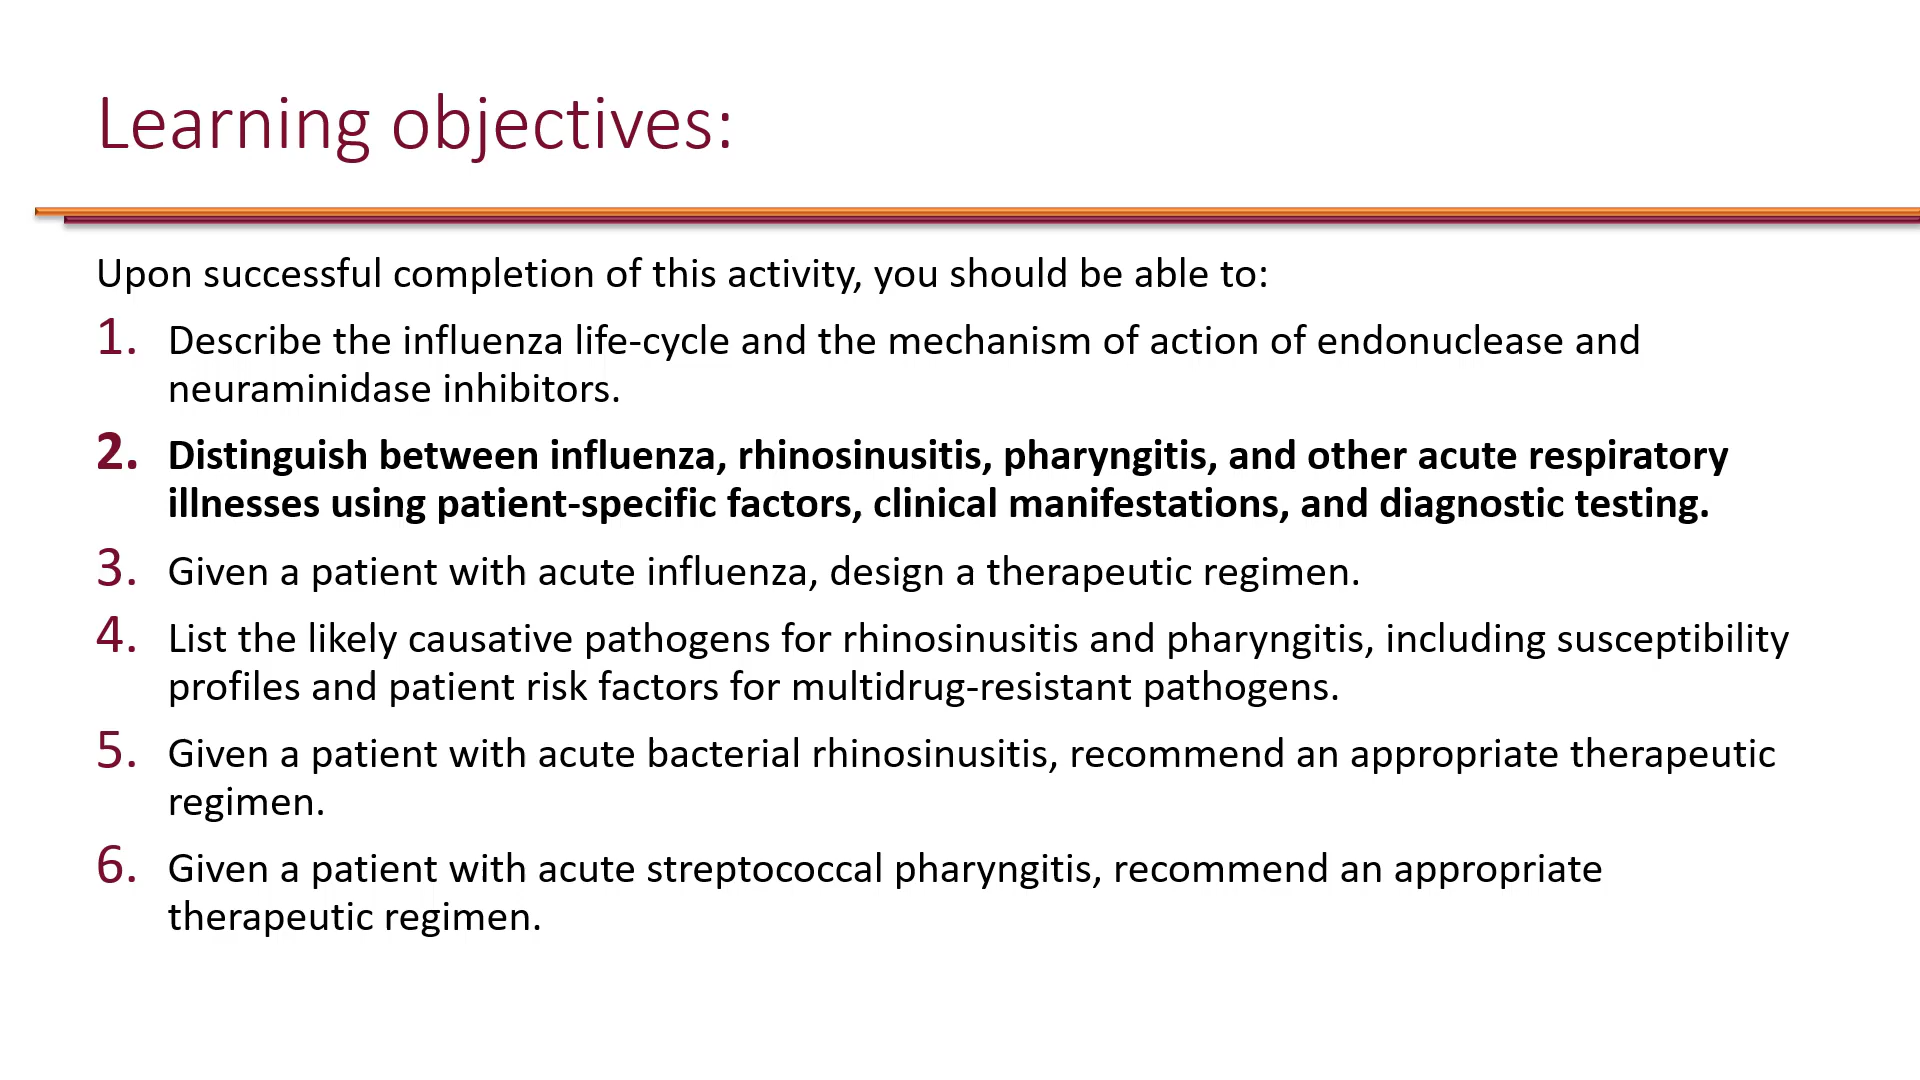 Learning objectives:
Upon successful completion of this activity, you should be able to:
1. Describe the influenza life-cycle and the mechanism of action of endonuclease and
neuraminidase inhibitors.
2. Distinguish between influenza, rhinosinusitis, pharyngitis, and other acute respiratory
illnesses using patient-specific factors, clinical manifestations, and diagnostic testing.
3. Given a patient with acute influenza, design a therapeutic regimen.
4. List the likely causative pathogens for rhinosinusitis and pharyngitis, including susceptibility
profiles and patient risk factors for multidrug-resistant pathogens.
5. Given a patient with acute bacterial rhinosinusitis, recommend an appropriate therapeutic
regimen.
6. Given a patient with acute streptococcal pharyngitis, recommend an appropriate
therapeutic regimen.